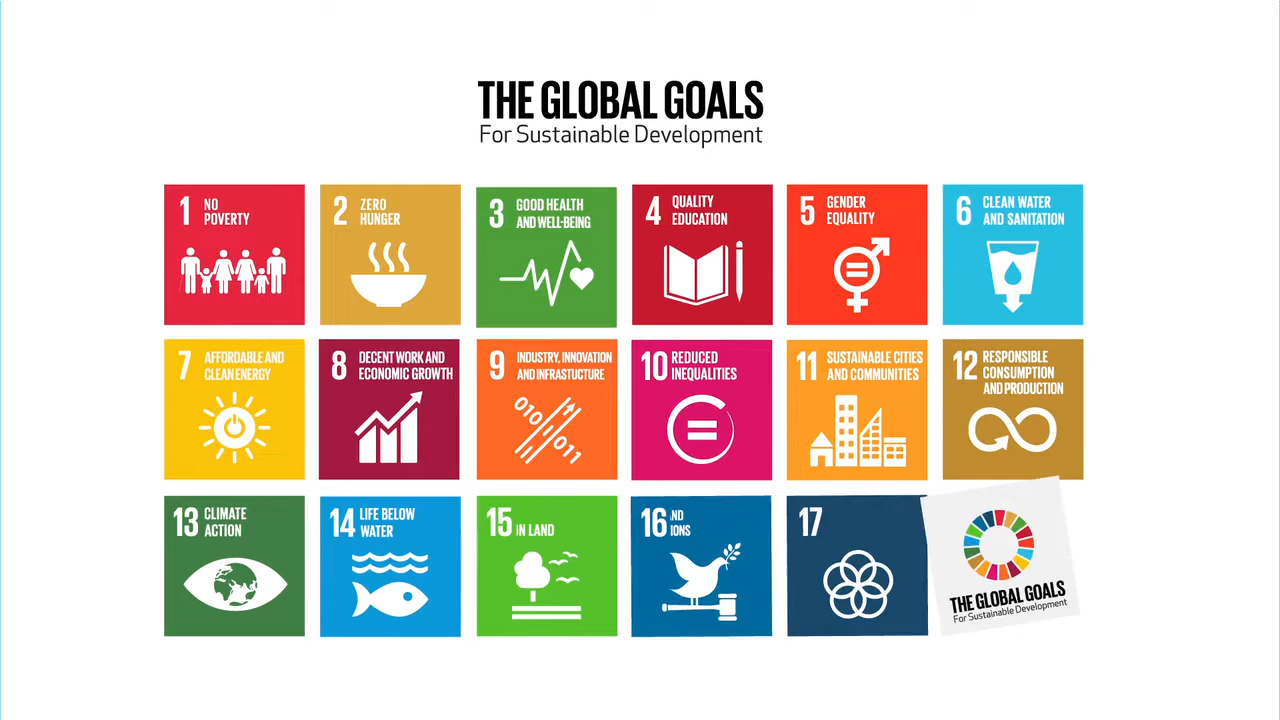 THE GLOBAL GOALS
For Sustainable Development
1 NO
POVERTY
2 ZERO
HUNGER
3 GOOD HEALTH
AND WELL-BEING
4 QUALITY
EDUCATION
5 GENDER
EQUALITY
6 CLEAN WATER
AND SANITATION
7 AFFORDABLE AND
CLEAN ENERGY
8 DECENT WORK AND
ECONOMIC GROWTH
9 INDUSTRY, INNOVATION
AND INFRASTUCTURE
010
011
10 REDUCED
INEQUALITIES
11 SUSTAINABLE CITIES
AND COMMUNITIES
12 RESPONSIBLE
CONSUMPTION
AND PRODUCTION
13 CLIMATE
ACTION
14 LIFE BELOW
WATER
15 IN LAND
16 ND
IONS
17
THE GLOBAL GOALS
For Sustainable Development